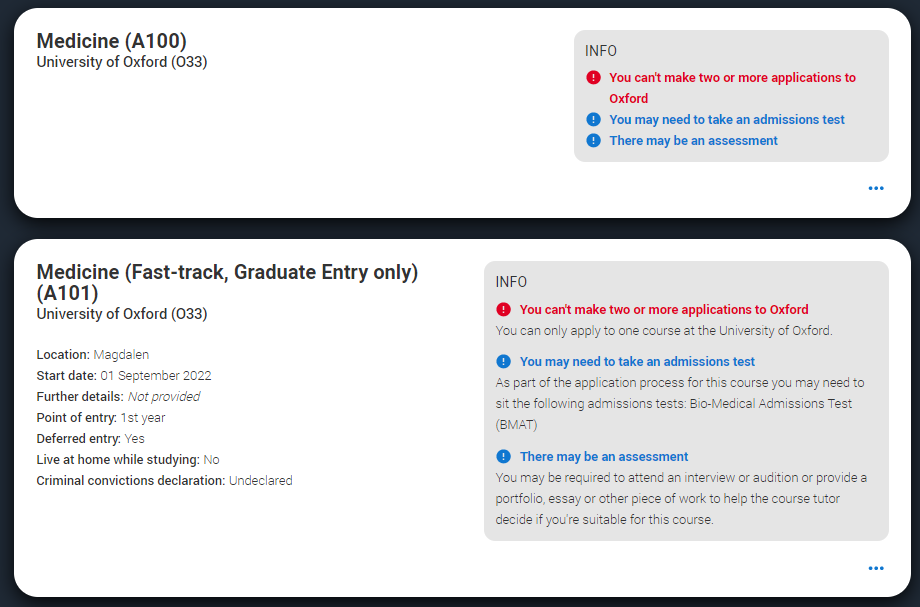 Medicine (A100)
University of Oxford (O33)
INFO
You can't make two or more applications to
Oxford
You may need to take an admissions test
There may be an assessment
Medicine (Fast-track, Graduate Entry only)
(A101)
University of Oxford (O33)
Location: Magdalen
Start date: 01 September 2022
Further details: Not provided
Point of entry: 1st year
Deferred entry: Yes
Live at home while studying: No
Criminal convictions declaration: Undeclared
INFO
You can't make two or more applications to Oxford
You can only apply to one course at the University of Oxford.
You may need to take an admissions test
As part of the application process for this course you may need to
sit the following admissions tests: Bio-Medical Admissions Test
(BMAT)
There may be an assessment
You may be required to attend an interview or audition or provide a
portfolio, essay or other piece of work to help the course tutor
decide if you're suitable for this course.